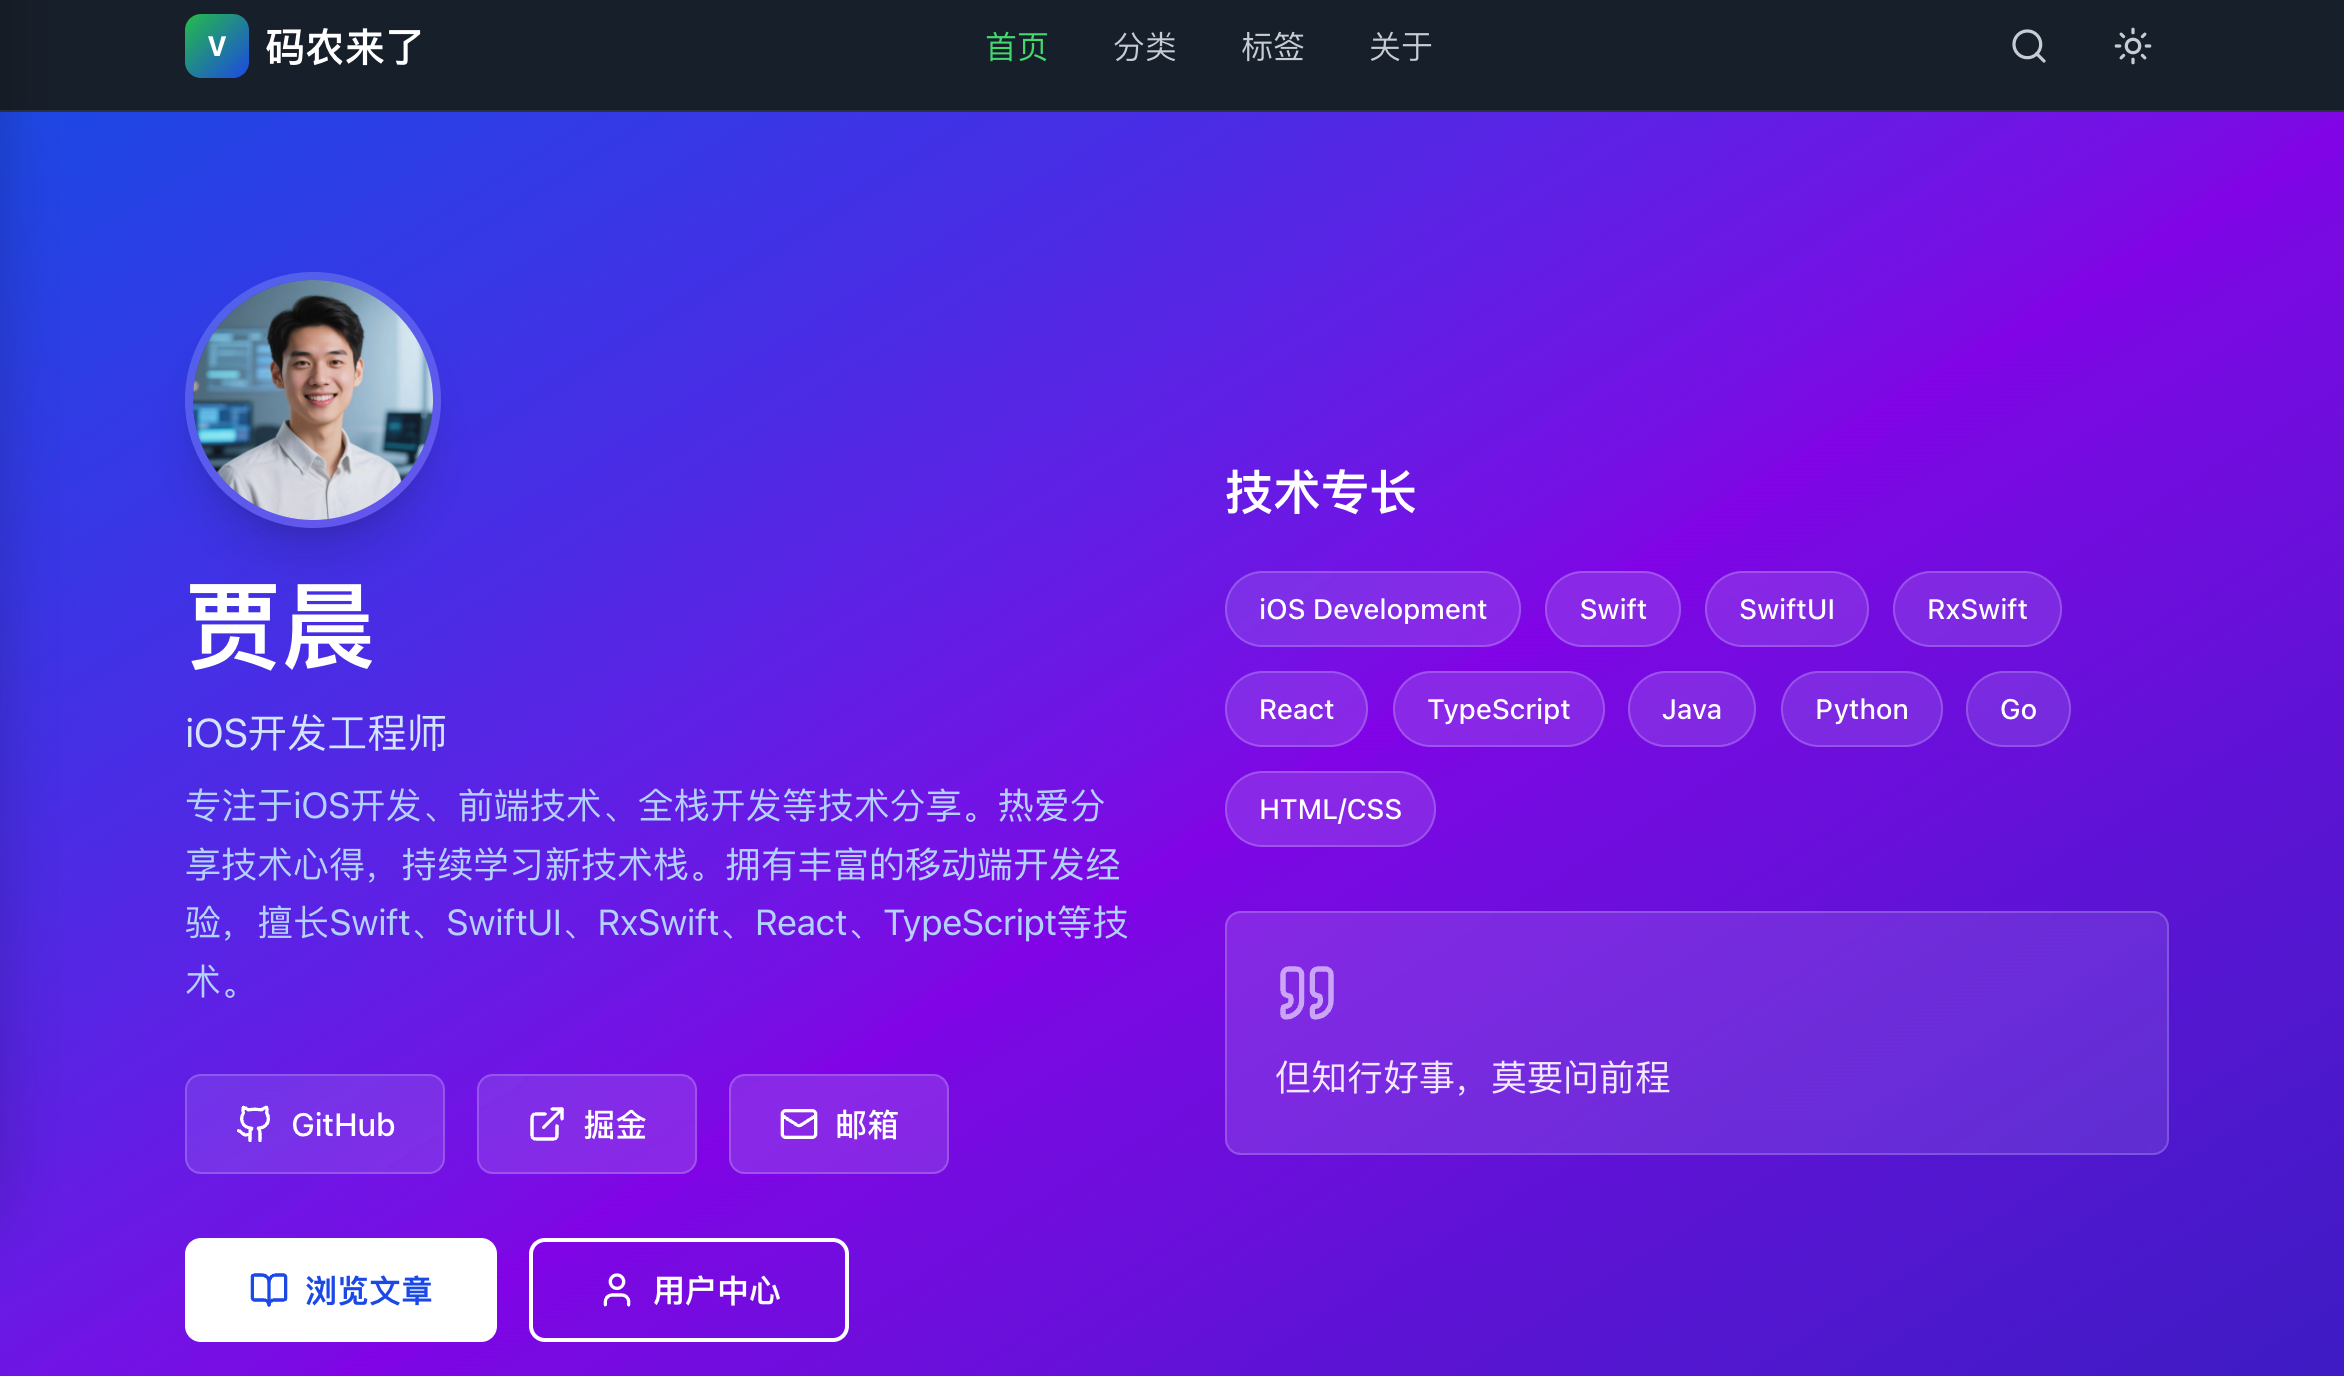 V 码农来了
首页 分类 标签 关于
贾晨
iOS开发工程师
专注于iOS开发、前端技术、全栈开发等技术分享。热爱分
享技术心得，持续学习新技术栈。拥有丰富的移动端开发经
验，擅长Swift、SwiftUI、RxSwift、React、TypeScript等技
术。
GitHub 掘金 邮箱
浏览文章 用户中心
技术专长
iOS Development Swift SwiftUI RxSwift
React TypeScript Java Python Go
HTML/CSS
但知行好事，莫要问前程